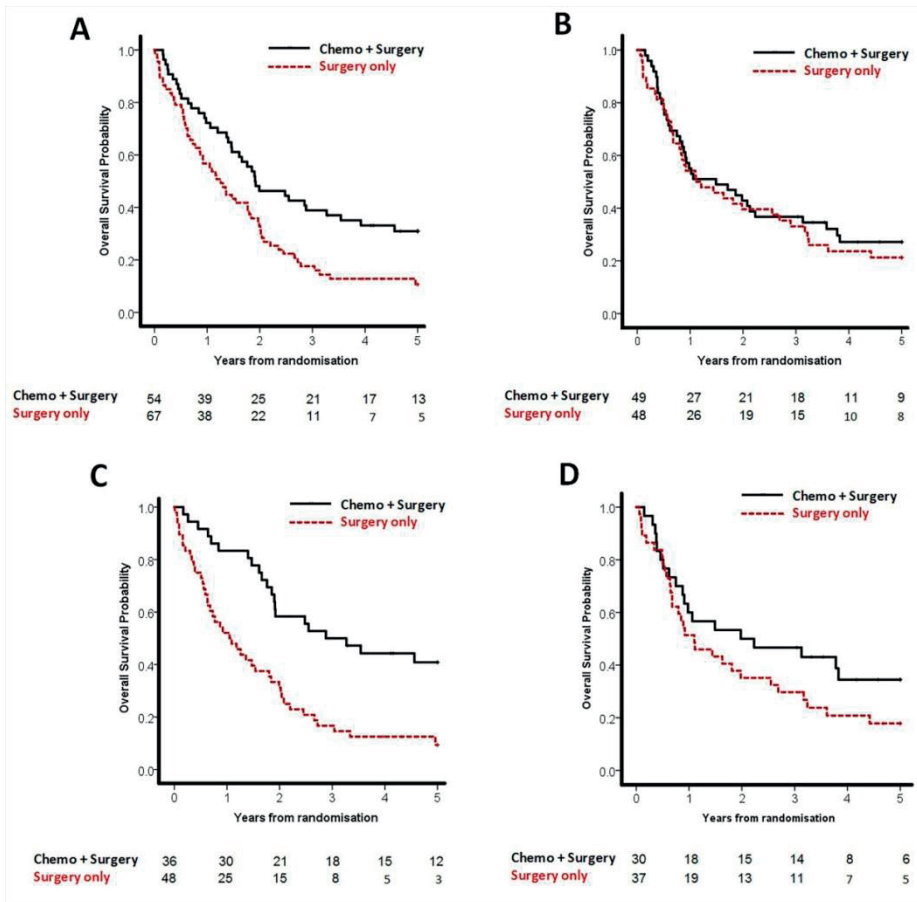 A
Chemo + Surgery
Surgery only
Overall Survival Probability
1.0
0.8
0.6
0.4
0.2
0.0
0 1 2 3 4 5
Years from randomisation
Chemo + Surgery 54 39 25 21 17 13
Surgery only 67 38 22 11 7 5
B
Chemo + Surgery
Surgery only
Overall Survival Probability
1.0
0.8
0.6
0.4
0.2
0.0
0 1 2 3 4 5
Years from randomisation
Chemo + Surgery 49 27 21 18 11 9
Surgery only 48 26 19 15 10 8
C
Chemo + Surgery
Surgery only
Overall Survival Probability
1.0
0.8
0.6
0.4
0.2
0.0
0 1 2 3 4 5
Years from randomisation
Chemo + Surgery 36 30 21 18 15 12
Surgery only 48 25 15 8 5 3
D
Chemo + Surgery
Surgery only
Overall Survival Probability
1.0
0.8
0.6
0.4
0.2
0.0
0 1 2 3 4 5
Years from randomisation
Chemo + Surgery 30 18 15 14 8 6
Surgery only 37 19 13 11 7 5